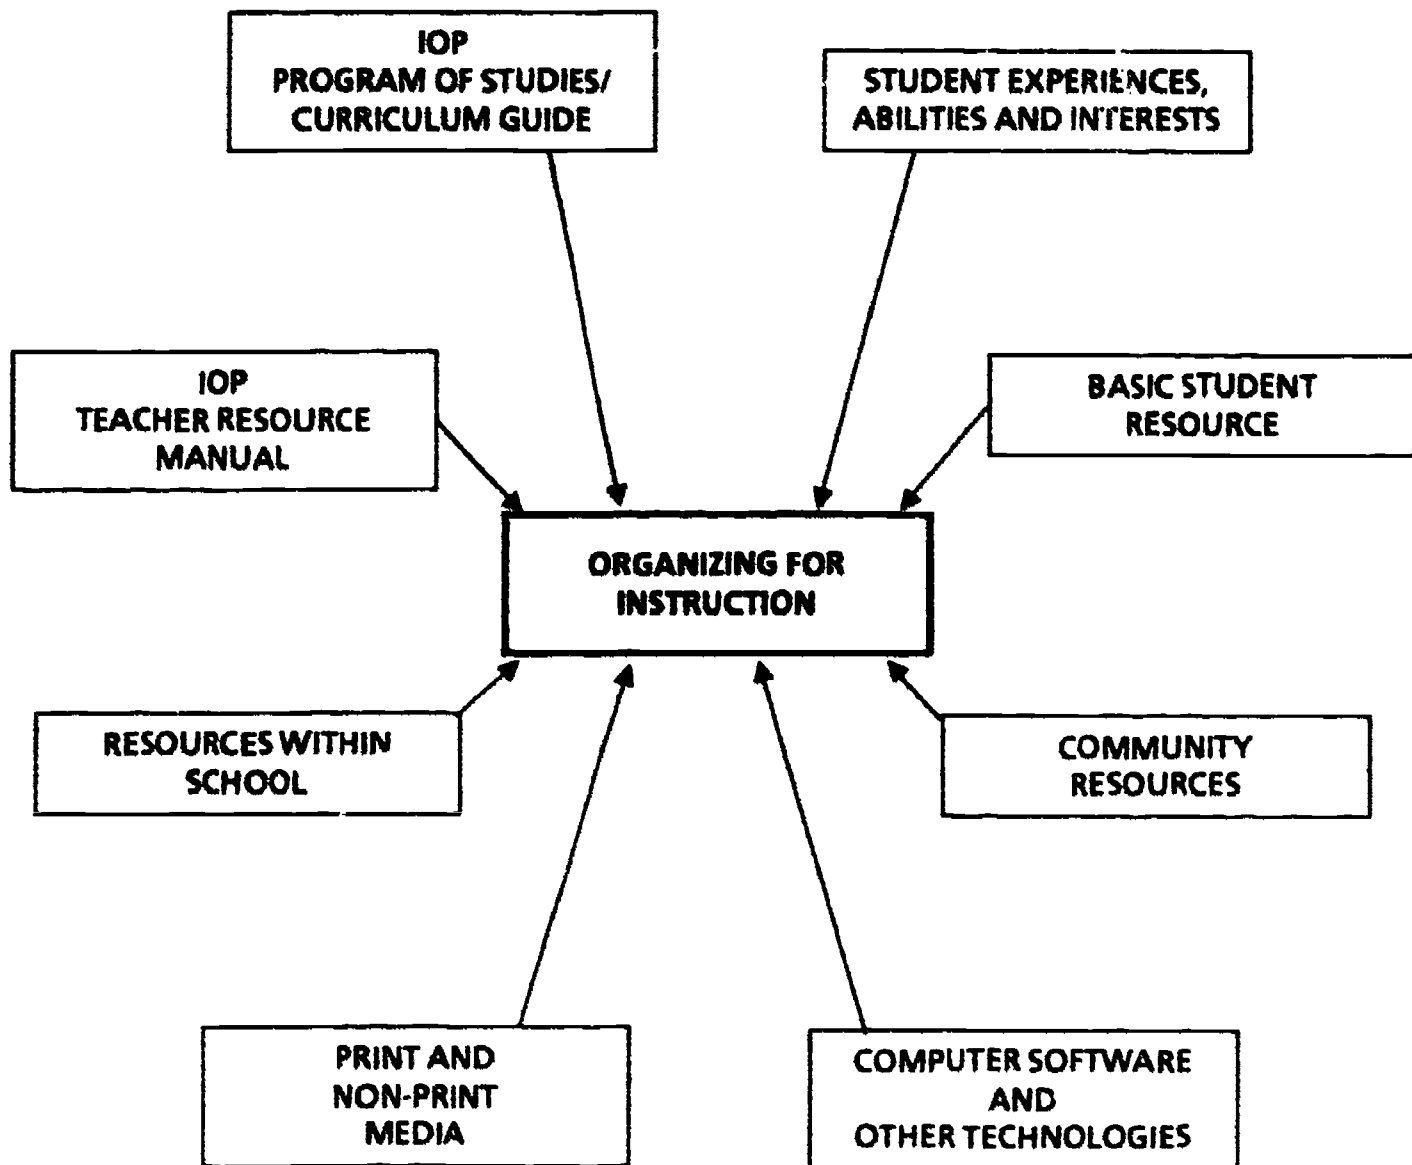 IOP
PROGRAM OF STUDIES/
CURRICULUM GUIDE
STUDENT EXPERIENCES,
ABILITIES AND INTERESTS
IOP
TEACHER RESOURCE
MANUAL
BASIC STUDENT
RESOURCE
ORGANIZING FOR
INSTRUCTION
RESOURCES WITHIN
SCHOOL
COMMUNITY
RESOURCES
PRINT AND
NON-PRINT
MEDIA
COMPUTER SOFTWARE
AND
OTHER TECHNOLOGIES